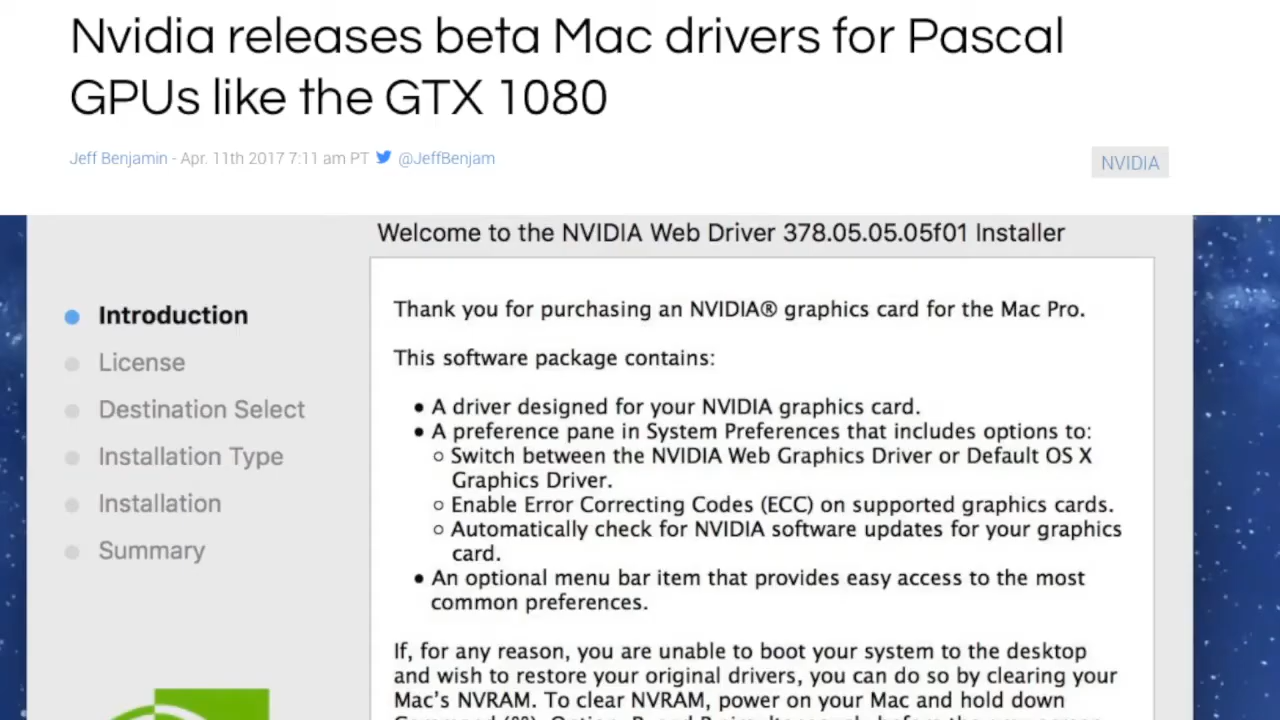 Nvidia releases beta Mac drivers for Pascal
GPUs like the GTX 1080
Jeff Benjamin - Apr. 11th 2017 7:11 am PT @JeffBenjam
NVIDIA
Welcome to the NVIDIA Web Driver 378.05.05.05f01 Installer
Introduction
License
Destination Select
Installation Type
Installation
Summary
Thank you for purchasing an NVIDIA® graphics card for the Mac Pro.
This software package contains:
• A driver designed for your NVIDIA graphics card.
• A preference pane in System Preferences that includes options to:
○ Switch between the NVIDIA Web Graphics Driver or Default OS X
Graphics Driver.
○ Enable Error Correcting Codes (ECC) on supported graphics cards.
○ Automatically check for NVIDIA software updates for your graphics
card.
• An optional menu bar item that provides easy access to the most
common preferences.
If, for any reason, you are unable to boot your system to the desktop
and wish to restore your original drivers, you can do so by clearing your
Mac's NVRAM. To clear NVRAM, power on your Mac and hold down